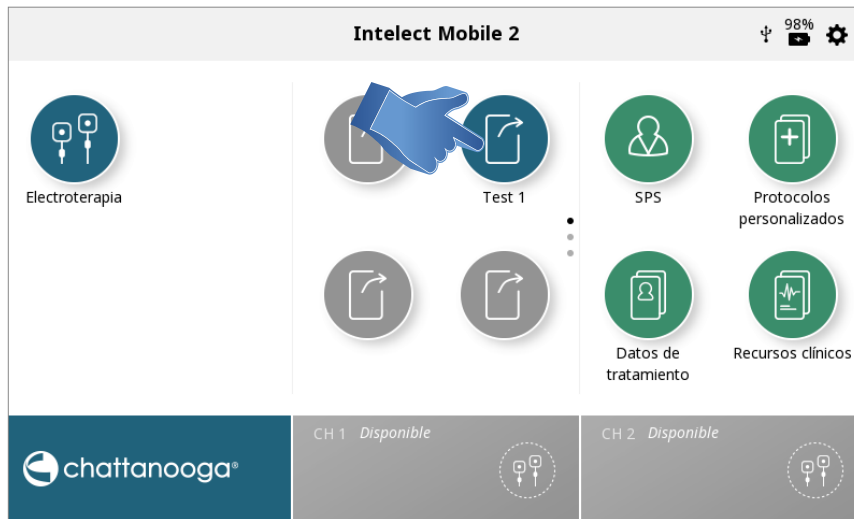 Intelect Mobile 2
98%
Electroterapia
Test 1
SPS
Protocolos
personalizados
Datos de
tratamiento
Recursos clínicos
chattanooga®
CH 1 Disponible
CH 2 Disponible